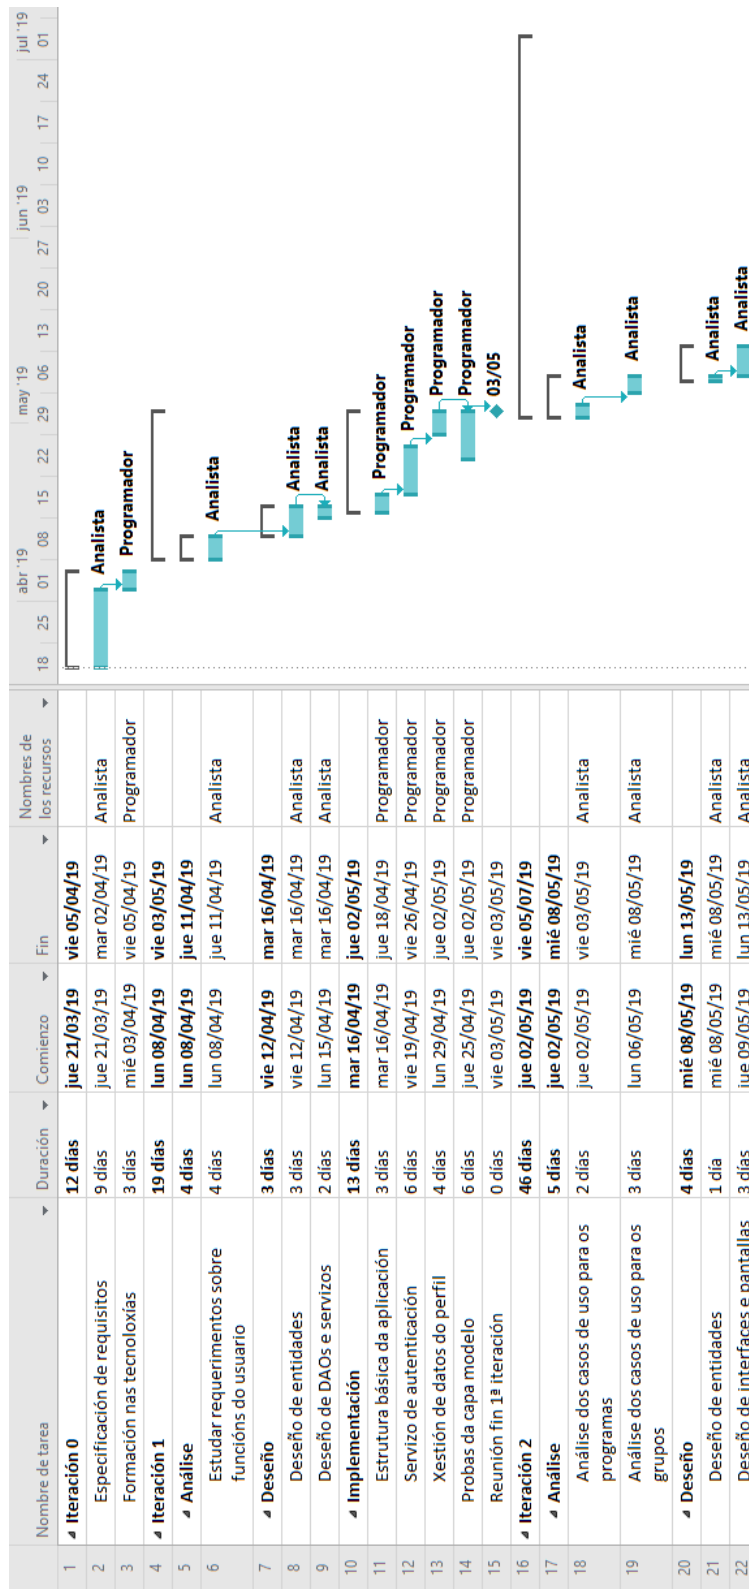 Nombre de tarea Duración Comienzo Fin Nombres de los recursos
abr '19 may '19 jun '19 jul '19
18 25 01 08 15 22 29 06 13 20 27 03 10 17 24 01
1 Iteración 0 12 días jue 21/03/19 vie 05/04/19
2 Especificación de requisitos 9 días jue 21/03/19 mar 02/04/19 Analista Analista
3 Formación nas tecnoloxías 3 días mié 03/04/19 vie 05/04/19 Programador Programador
4 Iteración 1 19 días lun 08/04/19 vie 03/05/19
5 Análise 4 días lun 08/04/19 jue 11/04/19
6 Estudar requerimentos sobre funcións do usuario 4 días lun 08/04/19 jue 11/04/19 Analista Analista
7 Deseño 3 días vie 12/04/19 mar 16/04/19
8 Deseño de entidades 3 días vie 12/04/19 mar 16/04/19 Analista Analista
9 Deseño de DAOs e servizos 2 días lun 15/04/19 mar 16/04/19 Analista Analista
10 Implementación 13 días mar 16/04/19 jue 02/05/19
11 Estrutura básica da aplicación 3 días mar 16/04/19 jue 18/04/19 Programador Programador
12 Servizo de autenticación 6 días vie 19/04/19 vie 26/04/19 Programador Programador
13 Xestión de datos do perfil 4 días lun 29/04/19 jue 02/05/19 Programador Programador
14 Probas da capa modelo 6 días jue 25/04/19 jue 02/05/19 Programador Programador
15 Reunión fin 1ª iteración 0 días vie 03/05/19 vie 03/05/19 03/05
16 Iteración 2 46 días jue 02/05/19 vie 05/07/19
17 Análise 5 días jue 02/05/19 mié 08/05/19
18 Análise dos casos de uso para os programas 2 días jue 02/05/19 vie 03/05/19 Analista Analista
19 Análise dos casos de uso para os grupos 3 días lun 06/05/19 mié 08/05/19 Analista Analista
20 Deseño 4 días mié 08/05/19 lun 13/05/19
21 Deseño de entidades 1 día mié 08/05/19 mié 08/05/19 Analista Analista
22 Deseño de interfaces e pantallas 3 días jue 09/05/19 lun 13/05/19 Analista Analista